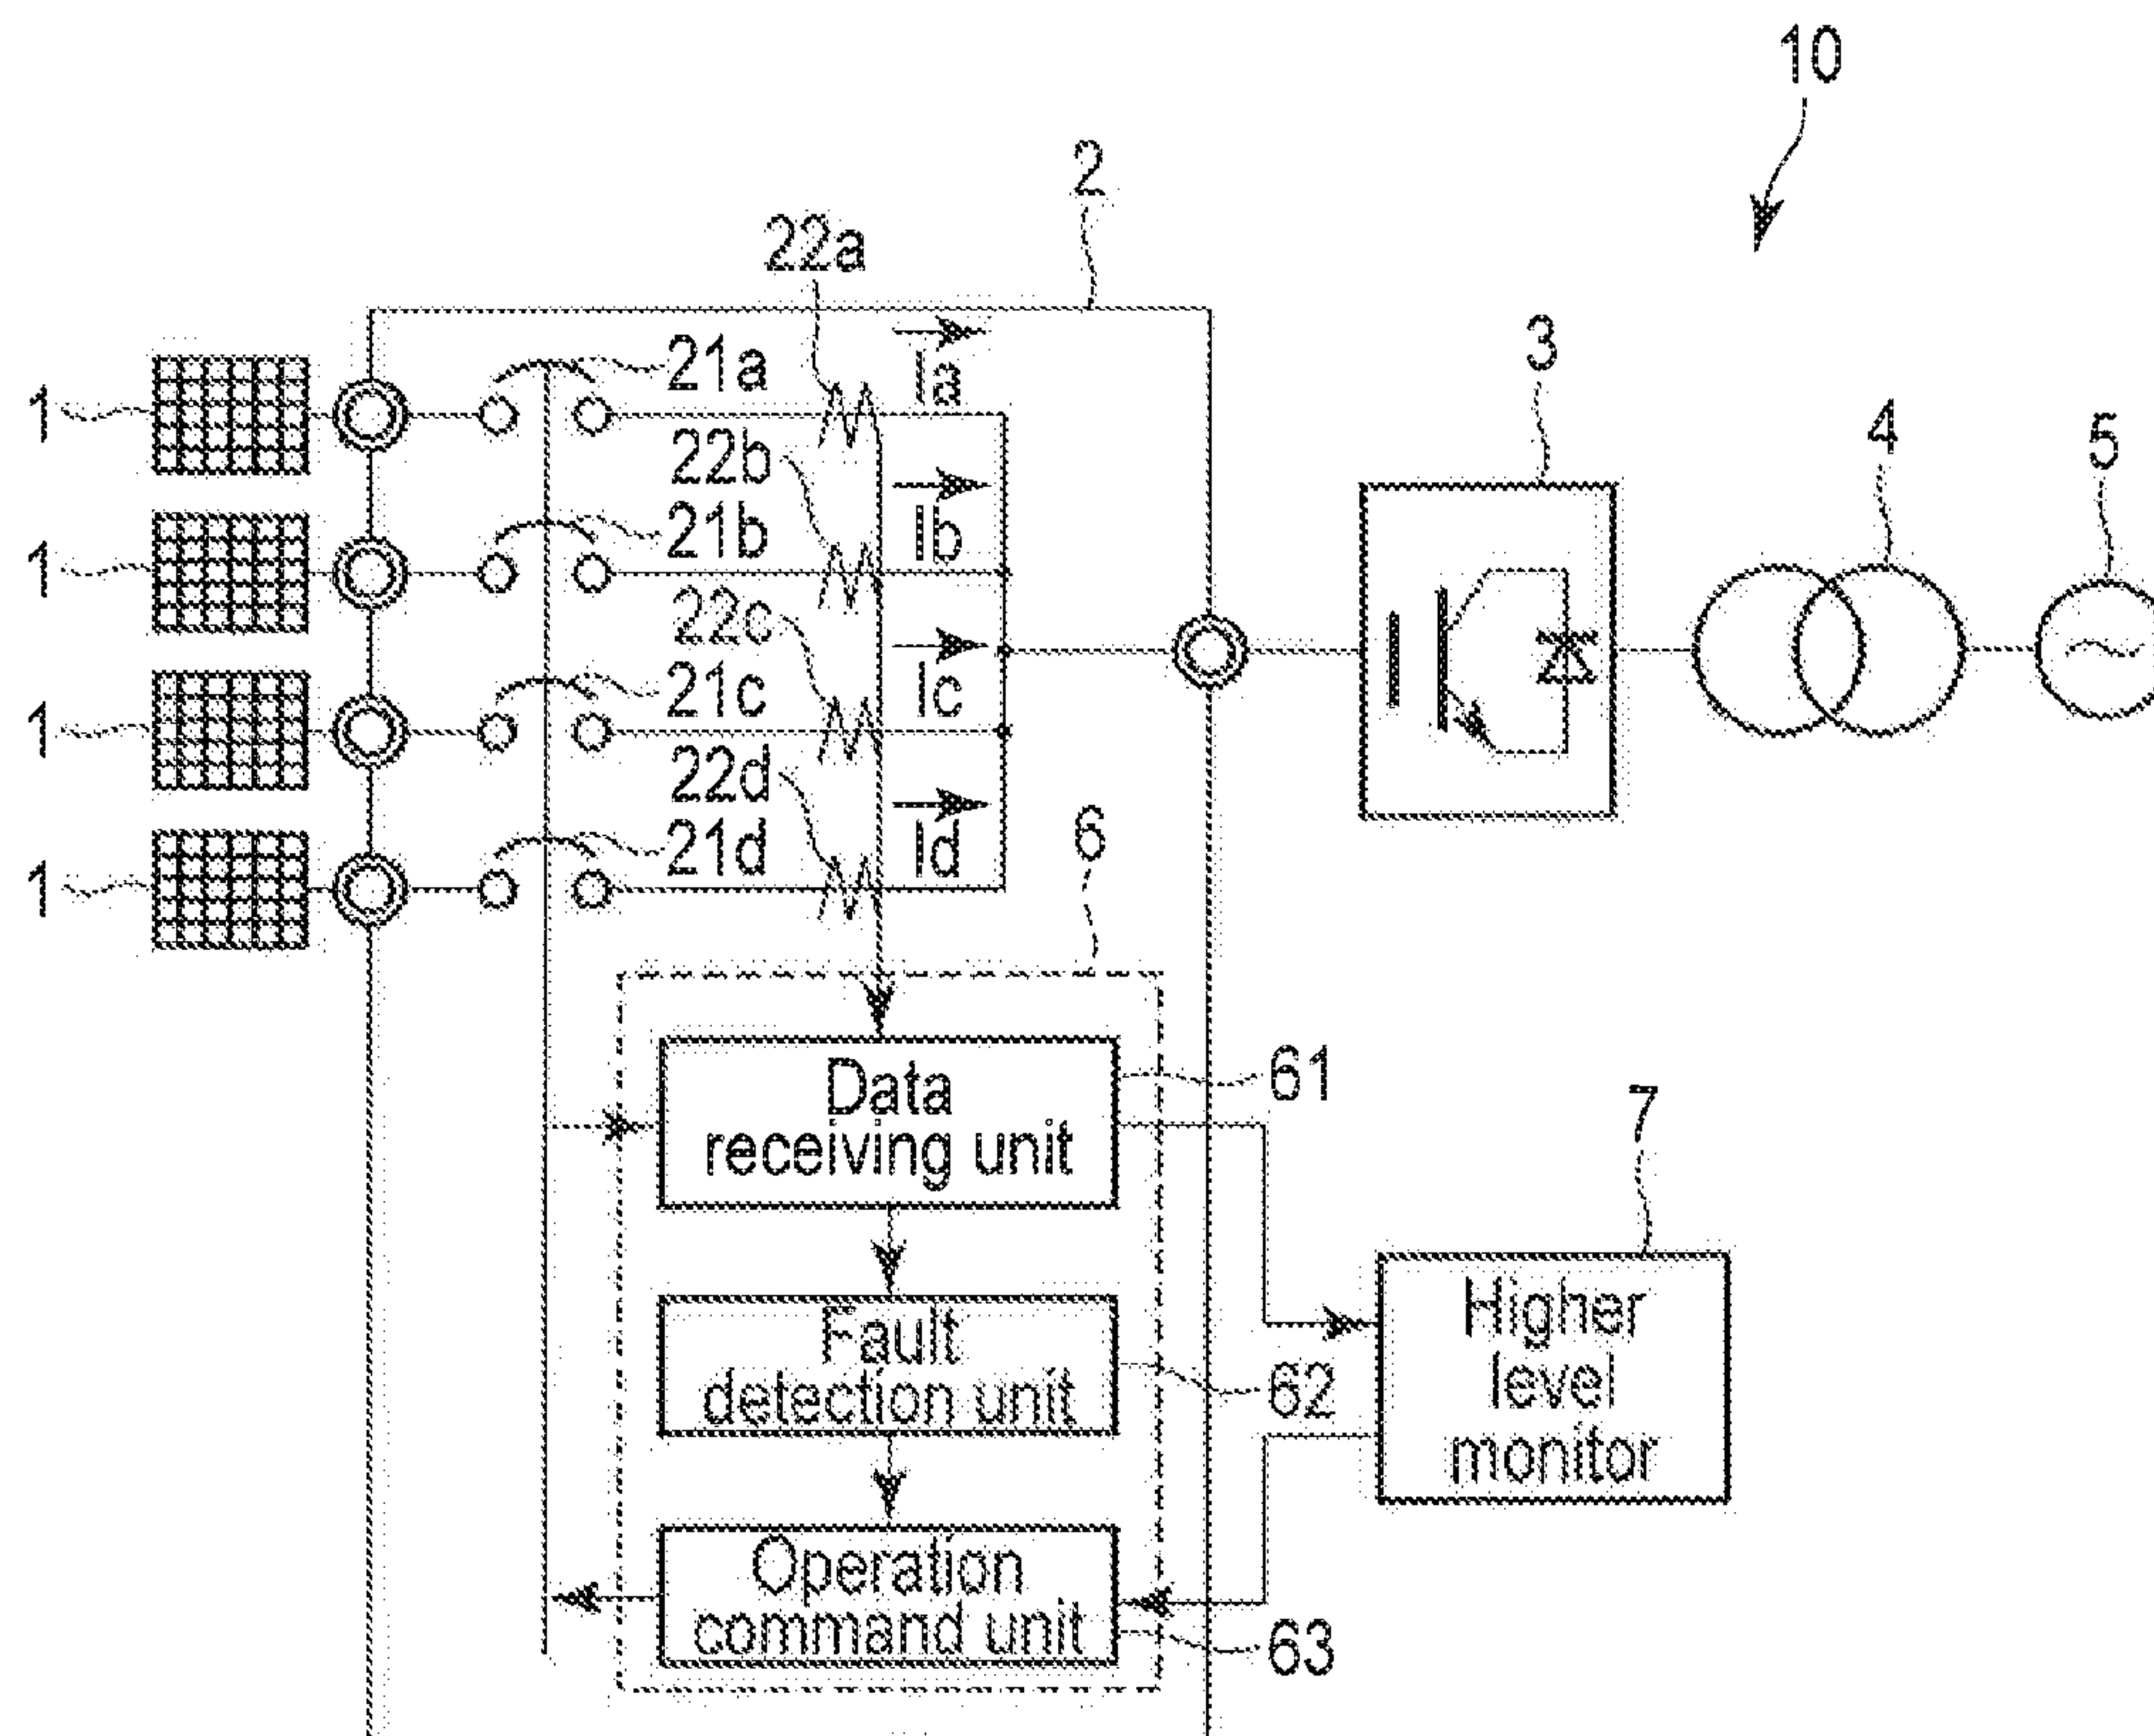 10
2
22a
Ia
21a
3
1
22b
4
5
Ib
21b
1
22c
Ic
21c
1
22d
Id
6
21d
1
Data
receiving unit
61
7
Fault
detection unit
62
Higher
level
monitor
Operation
command unit
63